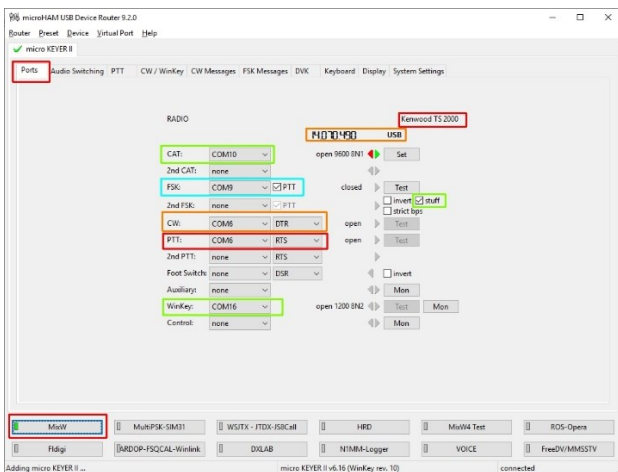 microHAM USB Device Router 9.2.0
Router Preset Device Virtual Port Help
micro KEYER II
Ports Audio Switching PTT CW / WinKey CW Messages FSK Messages DVK Keyboard Display System Settings
RADIO Kenwood TS 2000
14.070.490 USB
CAT: COM10 open 9600 8N1 Set
2nd CAT: none
FSK: COM9 PTT closed Test
2nd FSK: none PTT invert stuff
strict bps
CW: COM6 DTR open Test
PTT: COM6 RTS open Test
2nd PTT: none RTS
Foot Switch: none DSR invert
Auxiliary: none Mon
WinKey: COM16 open 1200 8N2 Test Mon
Control: none Mon
MixW MultiPSK-SIM31 WSJTX - JTDX-JS8Call HRD MixW4 Test ROS-Opera
Fldigi ARDOP-FSQCAL-Winlink DXLAB N1MM-Logger VOICE FreeDV/MMSSTV
Adding micro KEYER II ... micro KEYER II v6.16 (WinKey rev. 10) connected